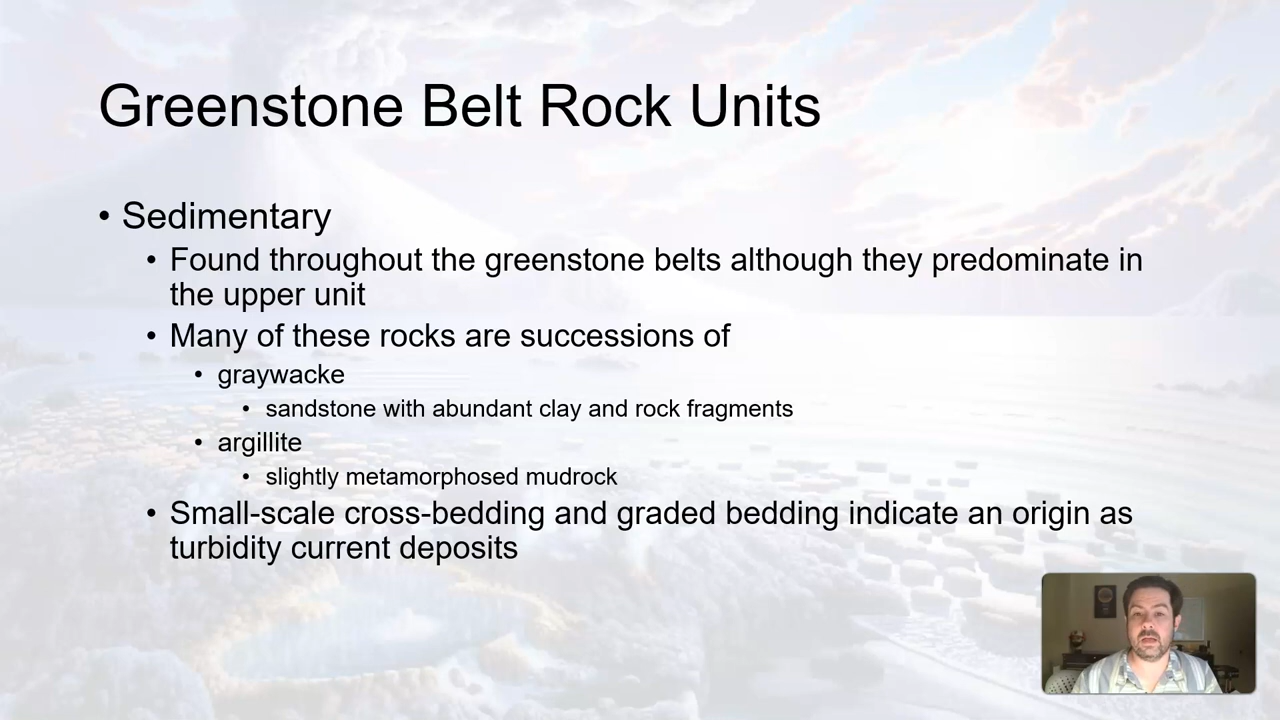 Greenstone Belt Rock Units
• Sedimentary
• Found throughout the greenstone belts although they predominate in
the upper unit
• Many of these rocks are successions of
• graywacke
• sandstone with abundant clay and rock fragments
• argillite
• slightly metamorphosed mudrock
• Small-scale cross-bedding and graded bedding indicate an origin as
turbidity current deposits